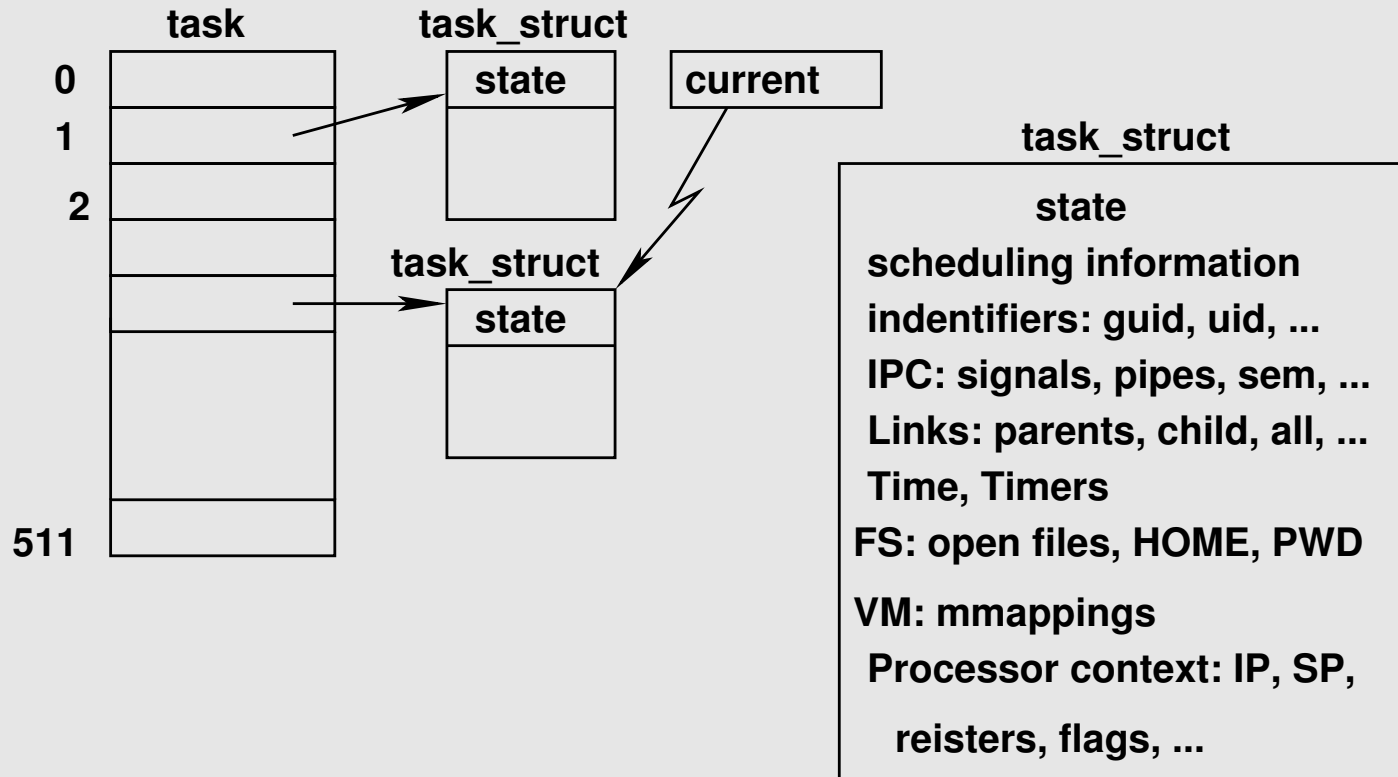 task
0
1
2
511
task_struct
state
task_struct
state
current
task_struct
state
scheduling information
indentifiers: guid, uid, ...
IPC: signals, pipes, sem, ...
Links: parents, child, all, ...
Time, Timers
FS: open files, HOME, PWD
VM: mmappings
Processor context: IP, SP,
reisters, flags, ...